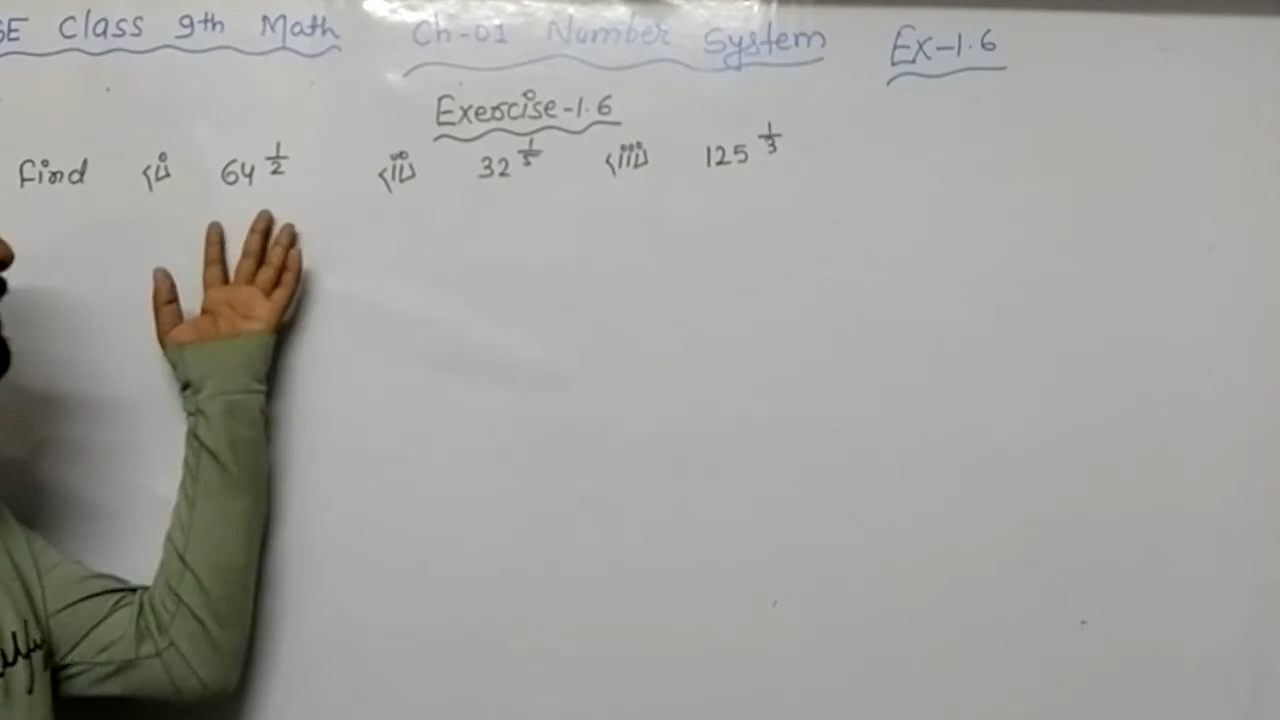 SE Class 9th Math Ch-01 Number System Ex-1.6
Exercise-1.6
Find (i) 64^1/2 (ii) 32^1/5 (iii) 125^1/3